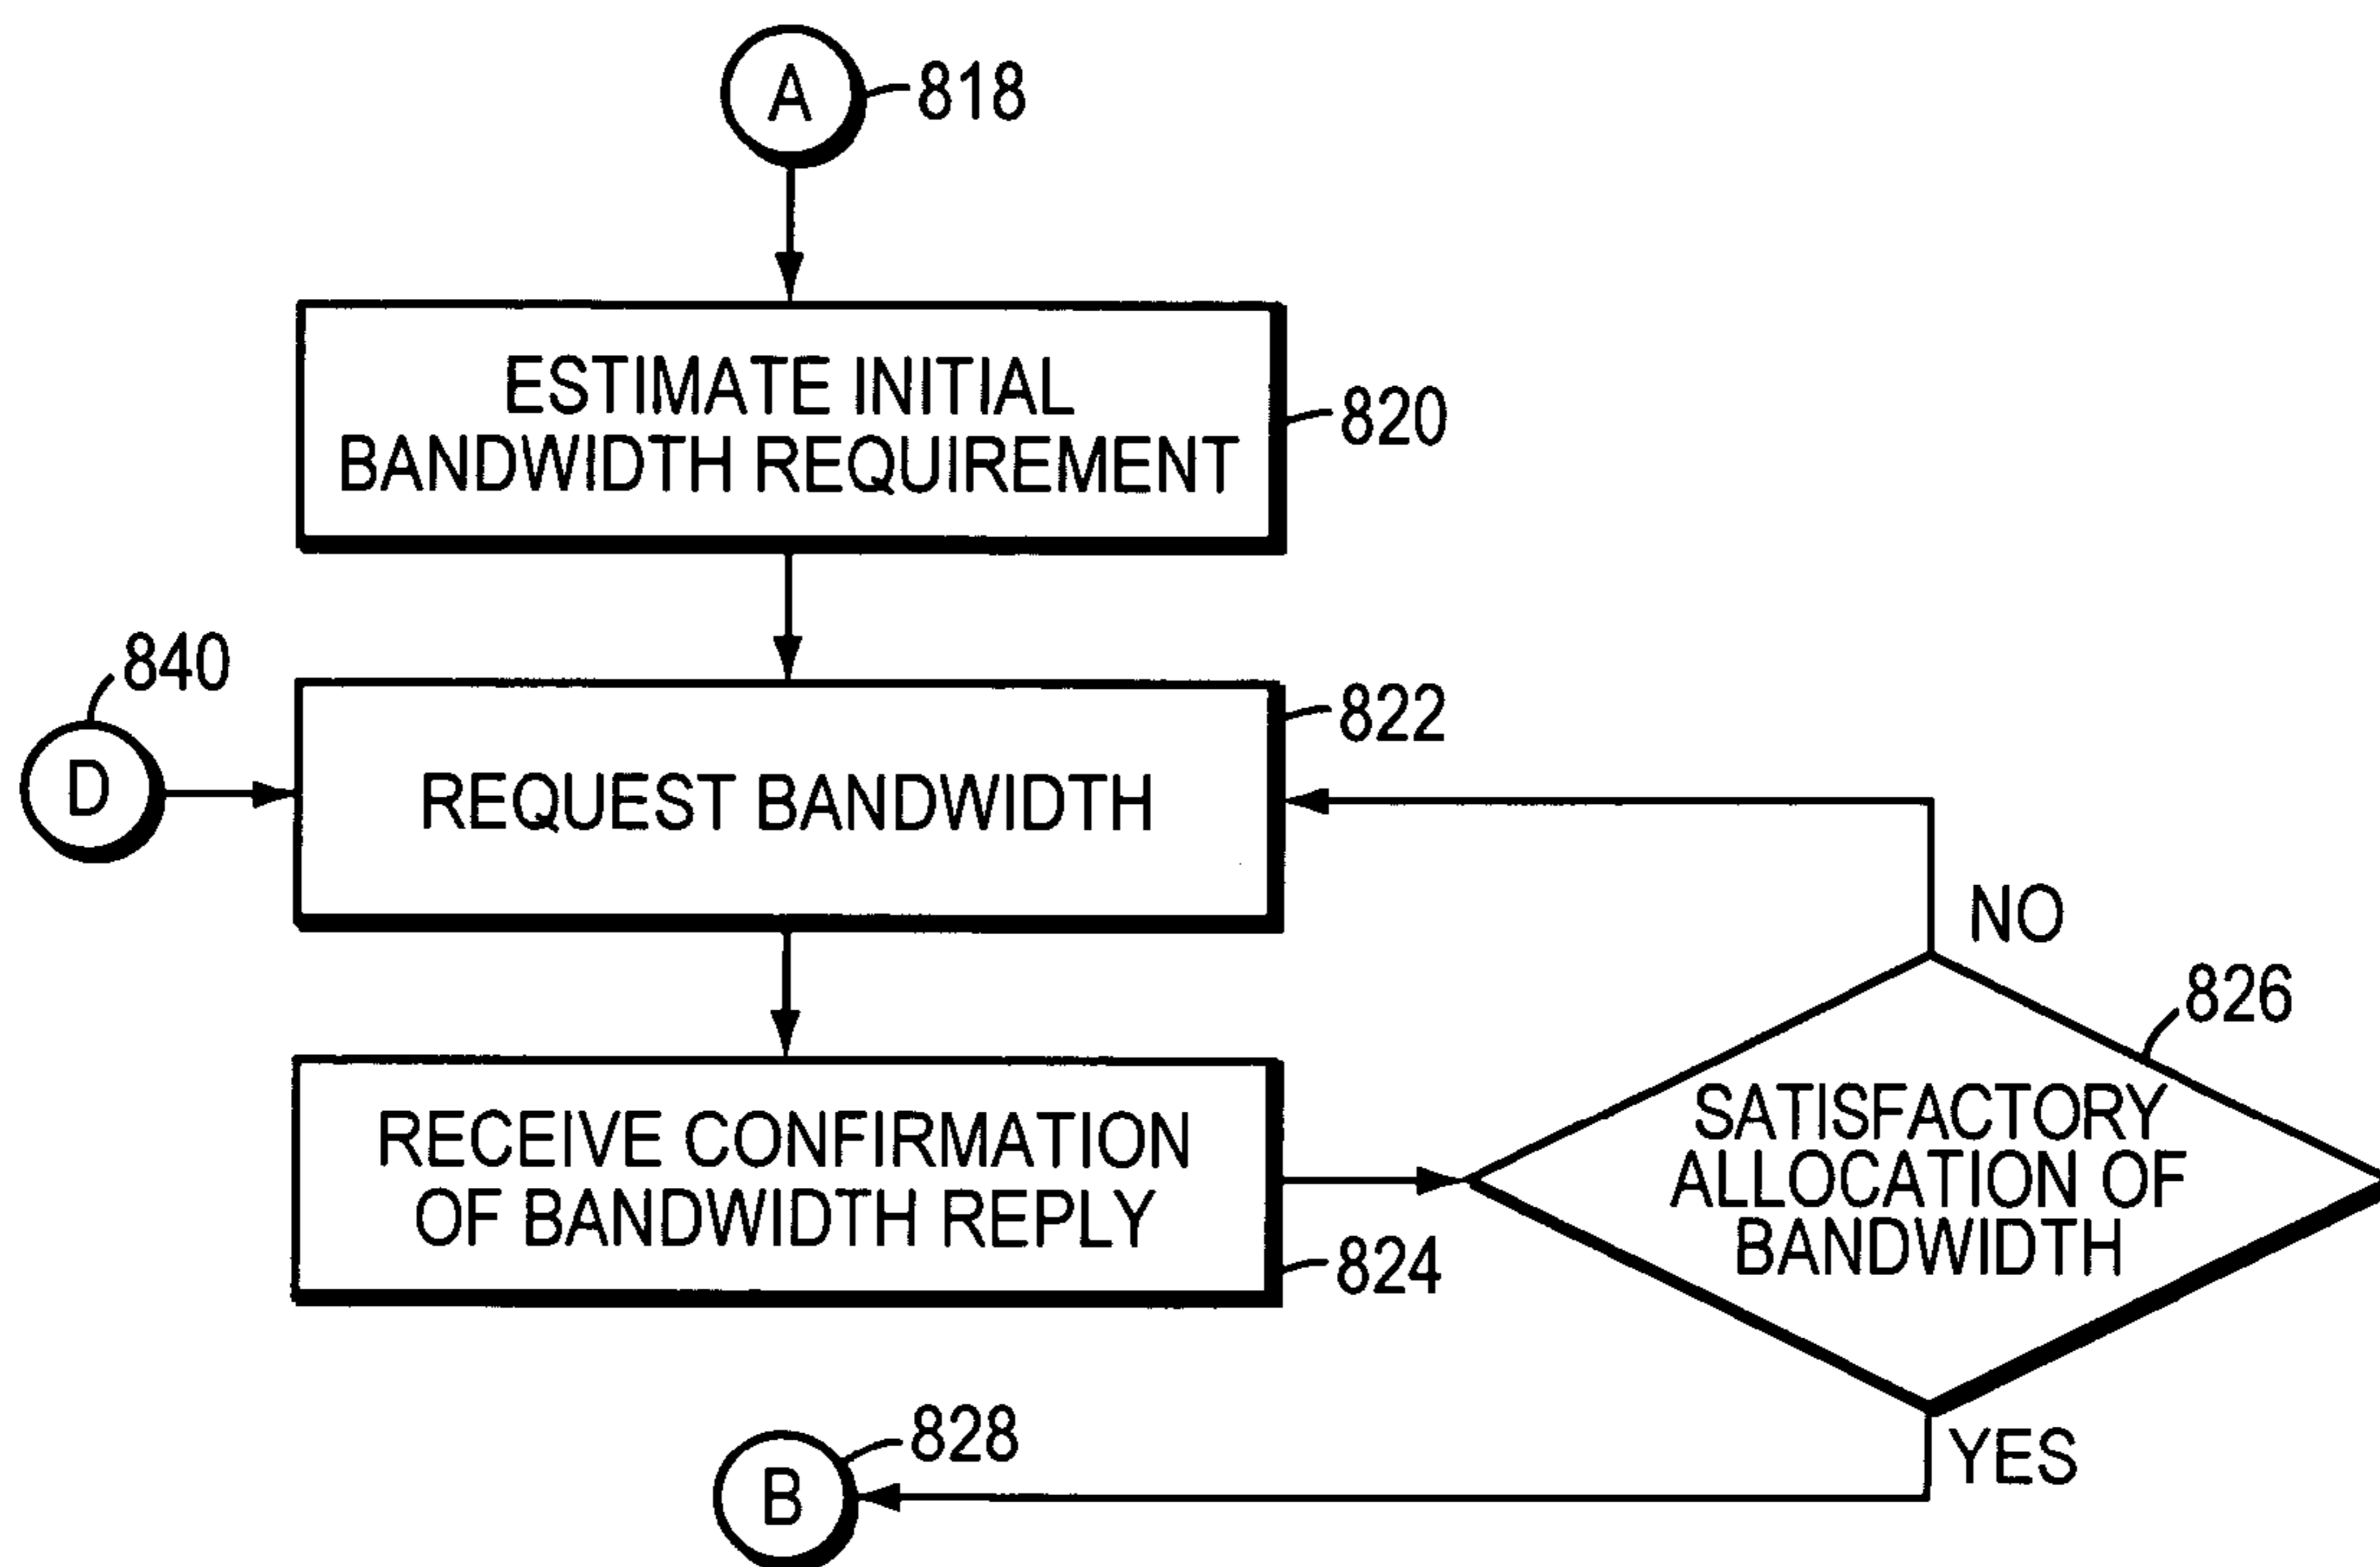 A
818
ESTIMATE INITIAL
BANDWIDTH REQUIREMENT
820
840
D
REQUEST BANDWIDTH
822
NO
826
RECEIVE CONFIRMATION
OF BANDWIDTH REPLY
824
SATISFACTORY
ALLOCATION OF
BANDWIDTH
YES
B
828